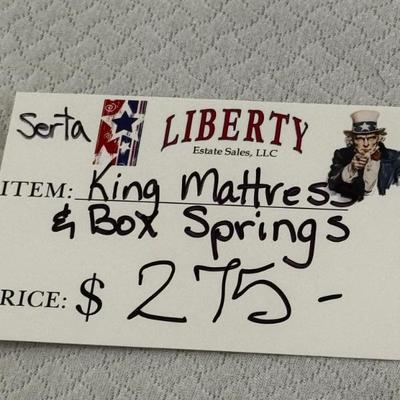 Serta LIBERTY
Estate Sales, LLC
ITEM: King Mattress
& Box Springs
RICE: $ 275-